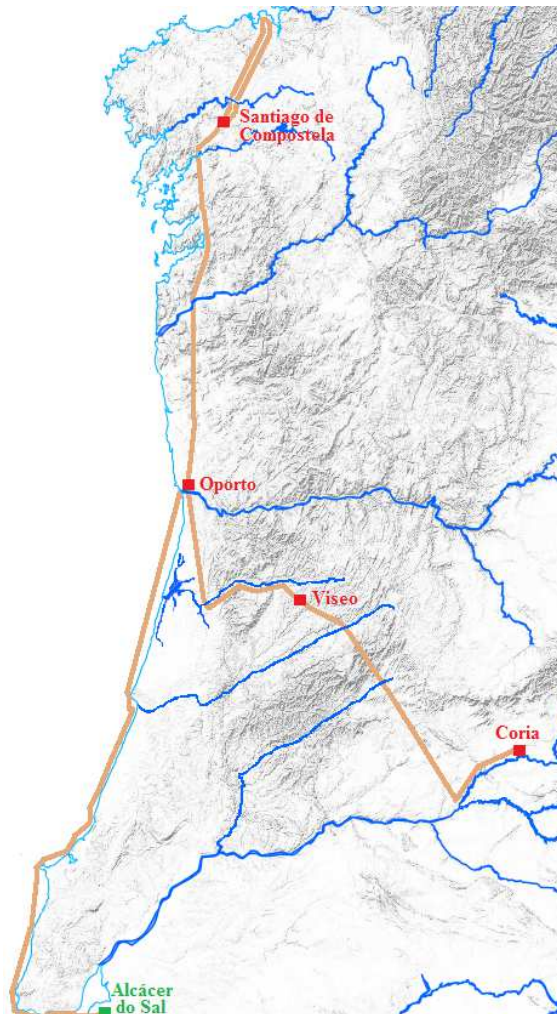 Santiago de
Compostela
Oporto
Viseo
Coria
Alcácer
do Sal